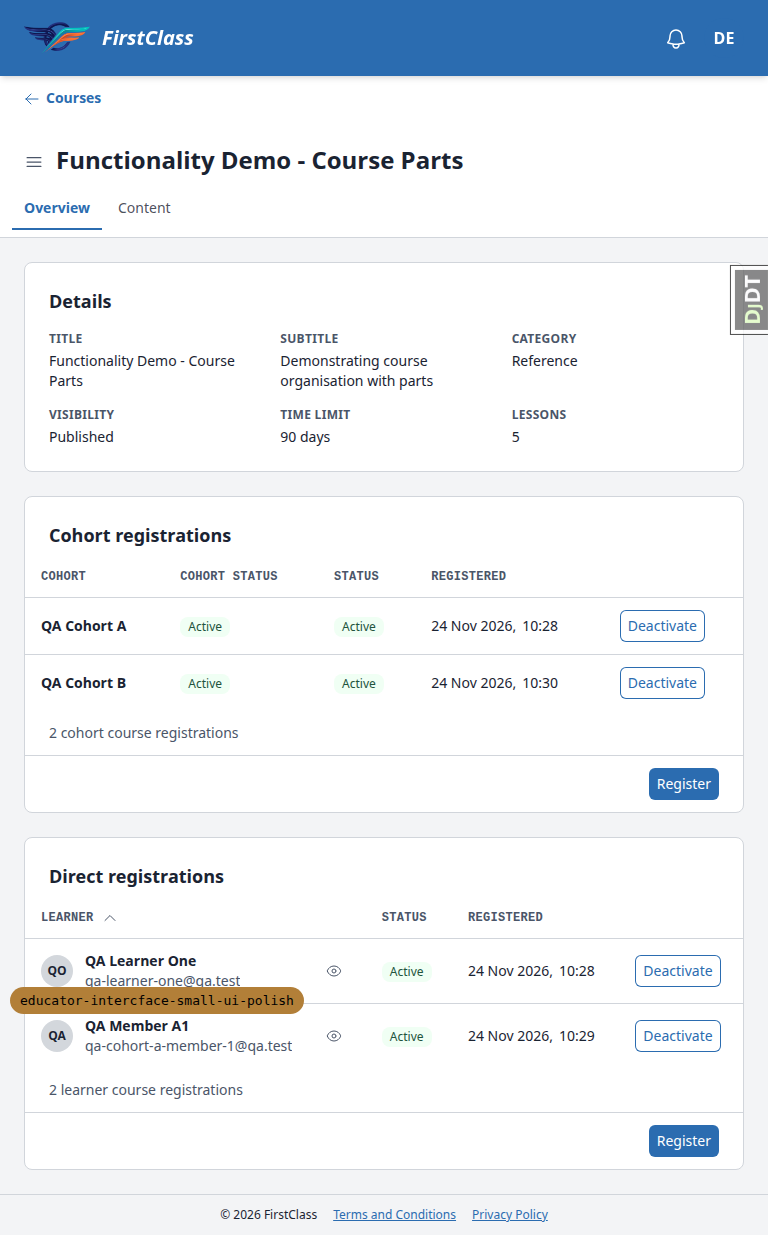 FirstClass
DE
Courses
Functionality Demo - Course Parts
Overview Content
DjDT
Details
TITLE SUBTITLE CATEGORY
Functionality Demo - Course Parts
Demonstrating course organisation with parts
Reference
VISIBILITY TIME LIMIT LESSONS
Published 90 days 5
Cohort registrations
COHORT COHORT STATUS STATUS REGISTERED
QA Cohort A Active Active 24 Nov 2026, 10:28 Deactivate
QA Cohort B Active Active 24 Nov 2026, 10:30 Deactivate
2 cohort course registrations
Register
Direct registrations
LEARNER STATUS REGISTERED
QO QA Learner One Active 24 Nov 2026, 10:28 Deactivate
qa-learner-one@qa.test
educator-intercface-small-ui-polish
QA QA Member A1 Active 24 Nov 2026, 10:29 Deactivate
qa-cohort-a-member-1@qa.test
2 learner course registrations
Register
© 2026 FirstClass Terms and Conditions Privacy Policy